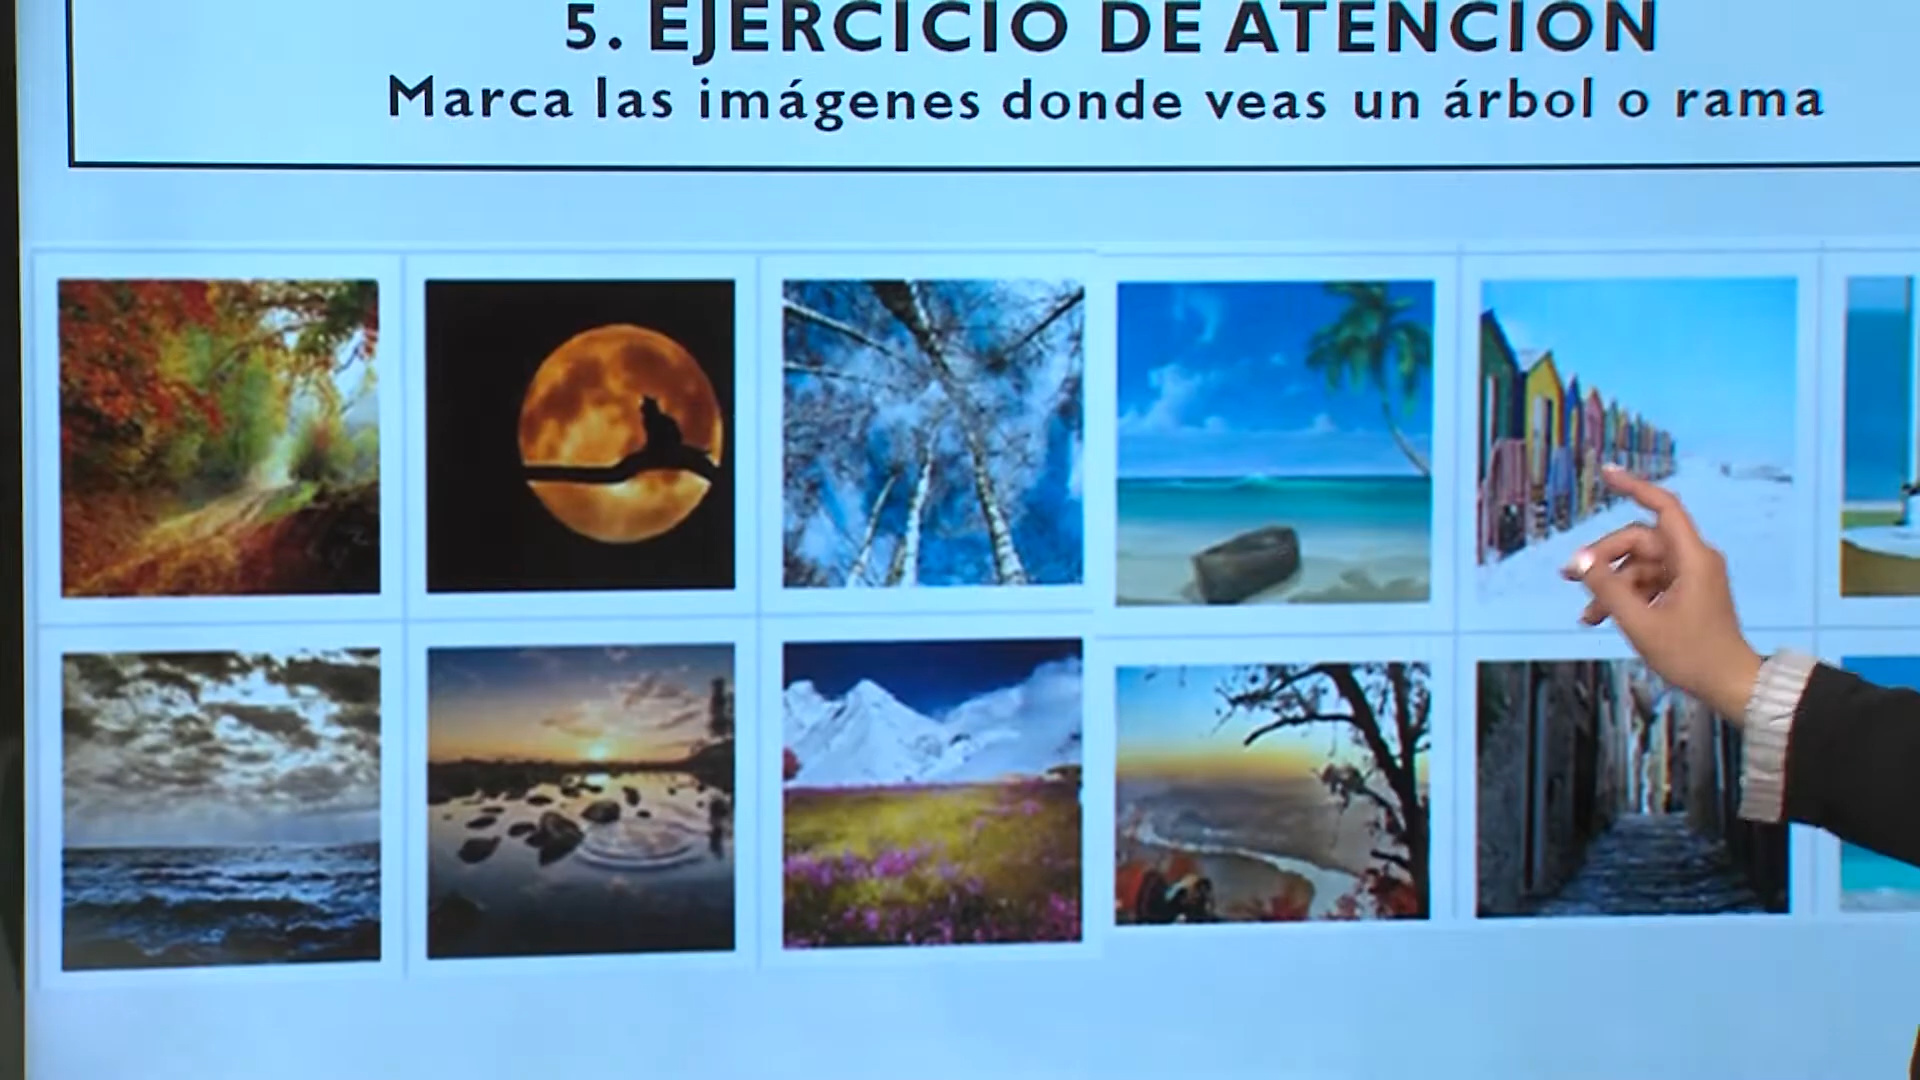 5. EJERCICIO DE ATENCIÓN
Marca las imágenes donde veas un árbol o rama